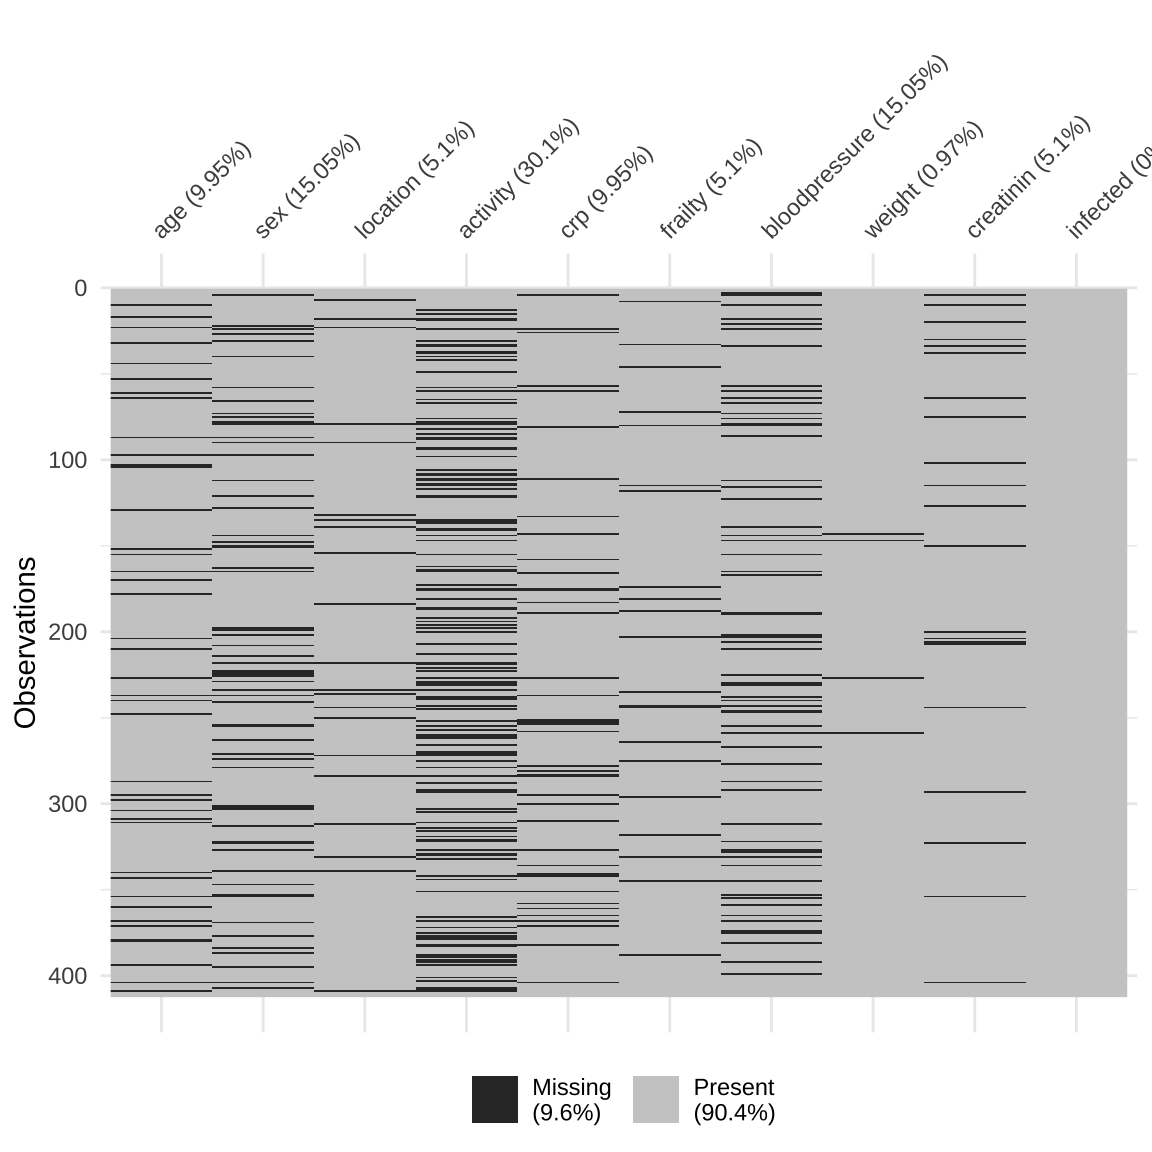 age (9.95%)
sex (15.05%)
location (5.1%)
activity (30.1%)
crp (9.95%)
frailty (5.1%)
bloodpressure (15.05%)
weight (0.97%)
creatinin (5.1%)
infected (0%
0
100
200
300
400
Observations
Missing
(9.6%)
Present
(90.4%)